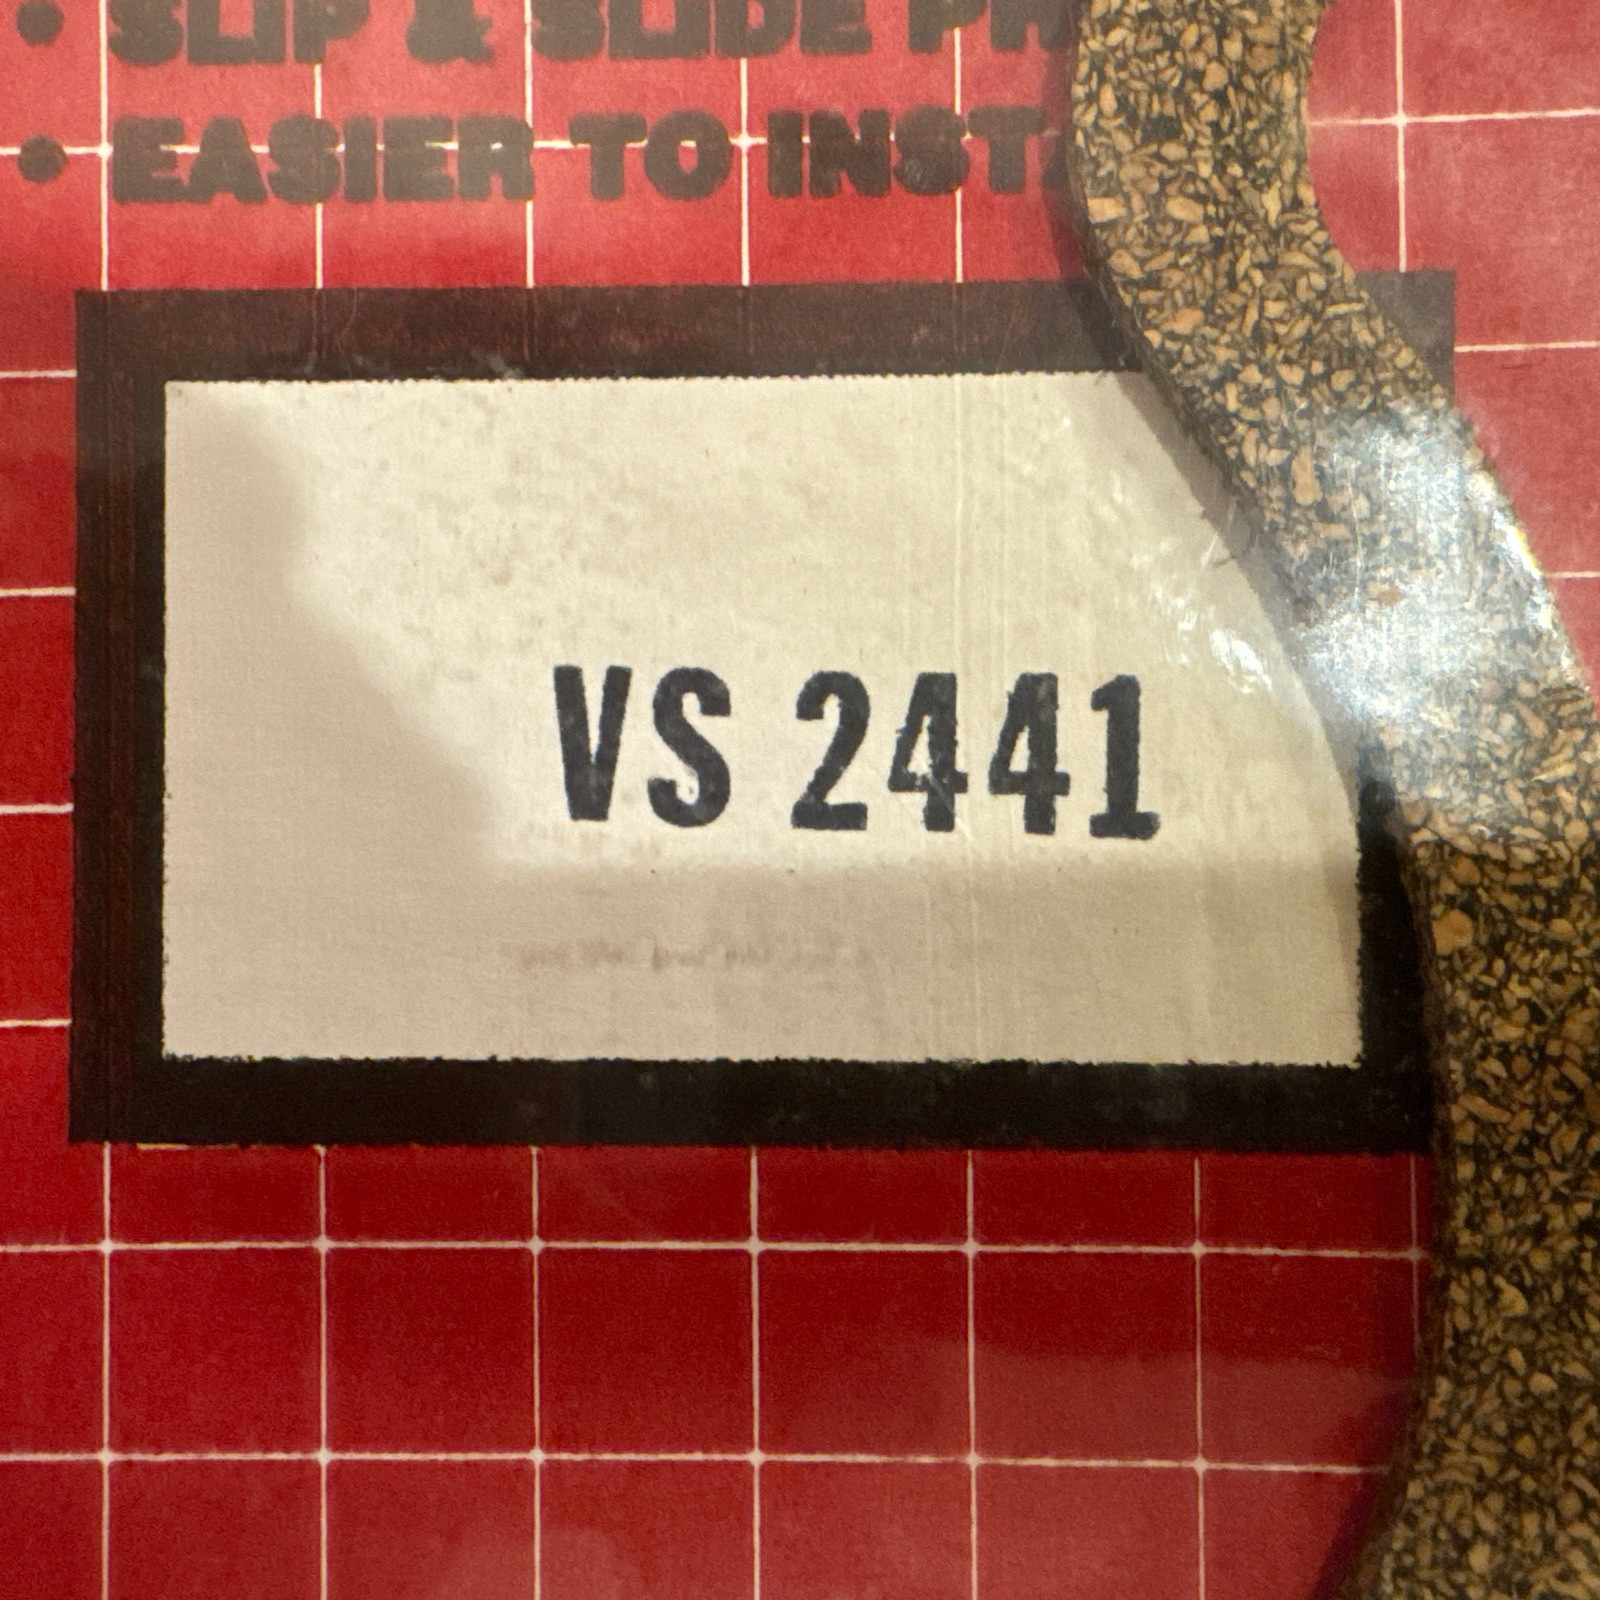 • SLIP & SLIDE
• EASIER TO INST
VS 2441